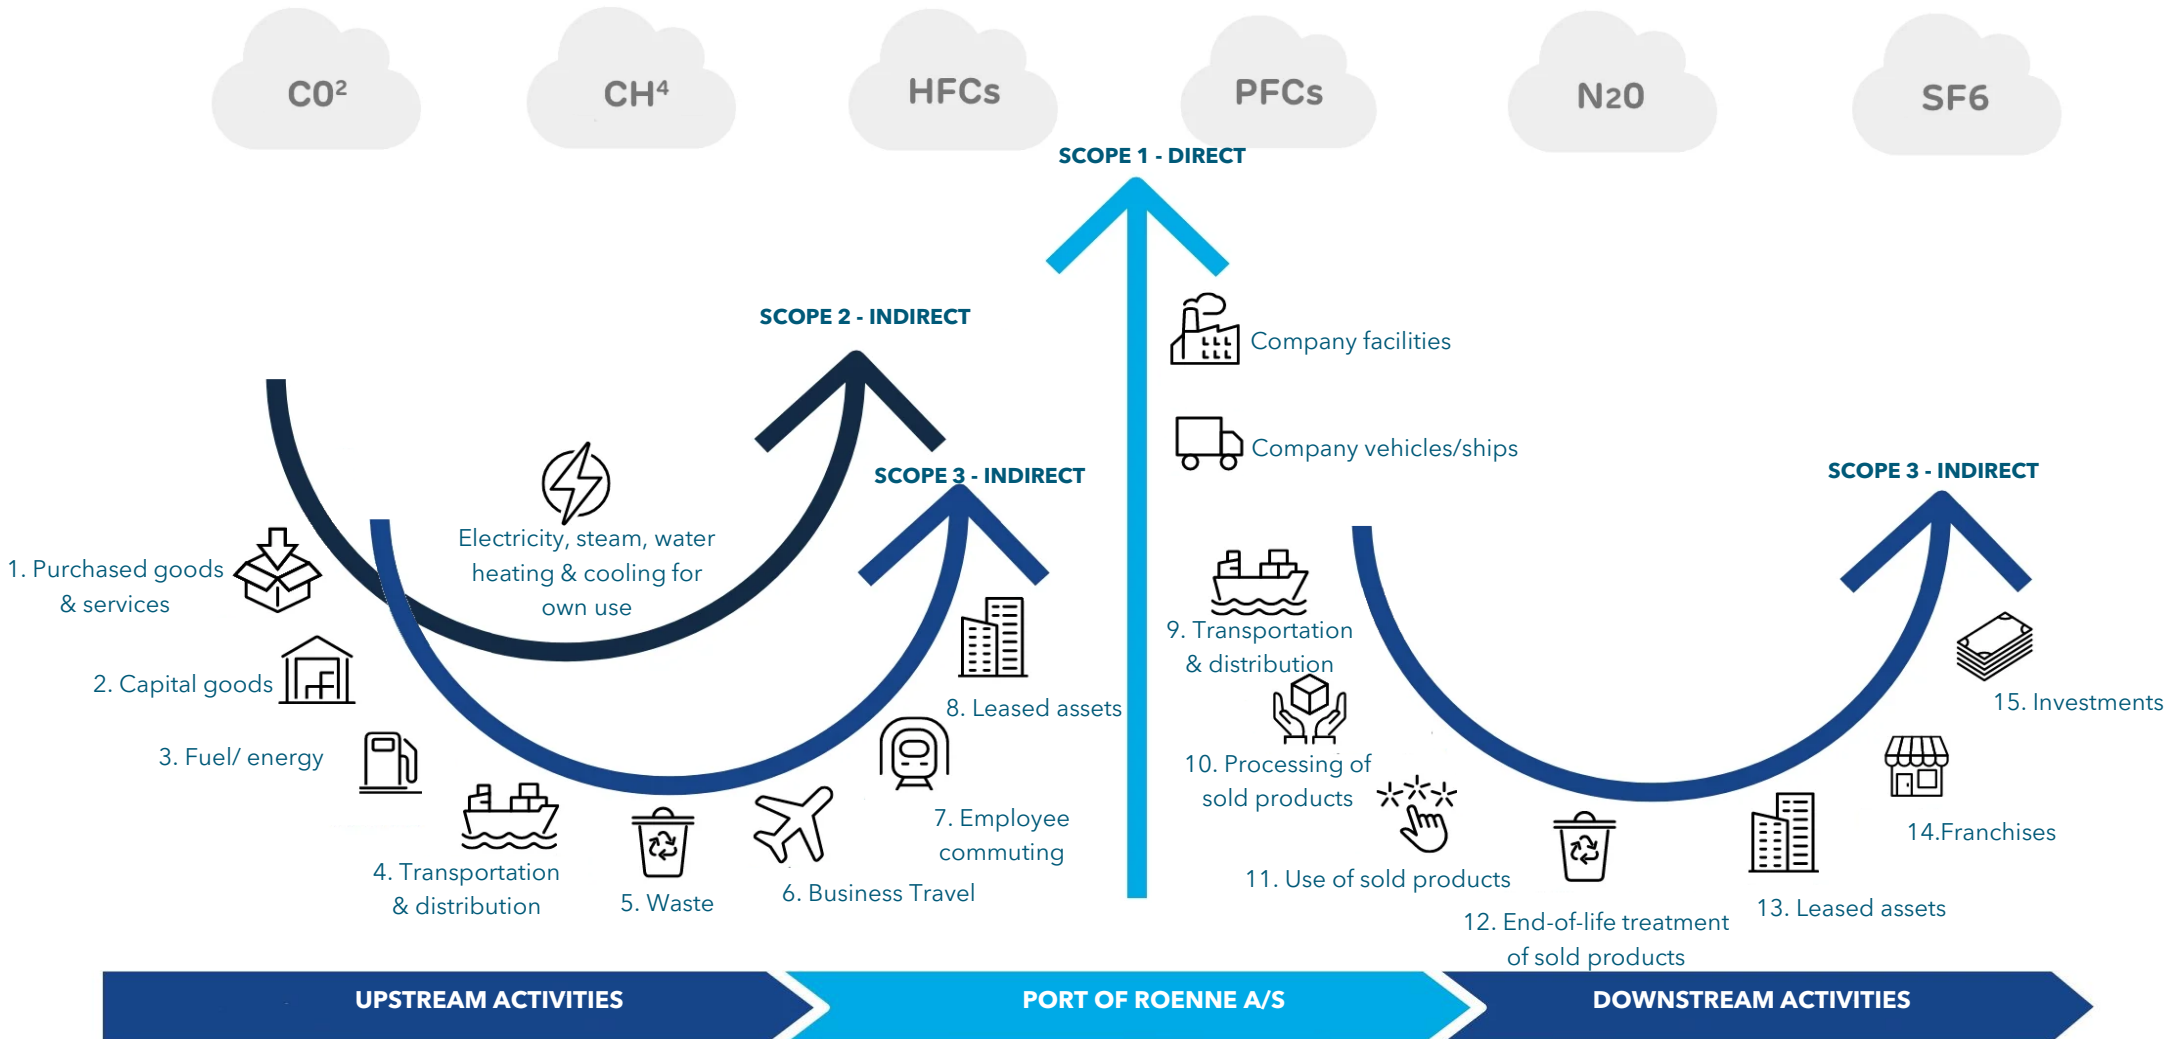 C0²
CH⁴
HFCs
PFCs
N20
SF6
SCOPE 1 - DIRECT
SCOPE 2 - INDIRECT
Company facilities
Company vehicles/ships
SCOPE 3 - INDIRECT
SCOPE 3 - INDIRECT
Electricity, steam, water
heating & cooling for
own use
1. Purchased goods
& services
2. Capital goods
3. Fuel/ energy
4. Transportation
& distribution
5. Waste
6. Business Travel
7. Employee
commuting
8. Leased assets
9. Transportation
& distribution
10. Processing of
sold products
11. Use of sold products
12. End-of-life treatment
of sold products
13. Leased assets
14.Franchises
15. Investments
UPSTREAM ACTIVITIES
PORT OF ROENNE A/S
DOWNSTREAM ACTIVITIES